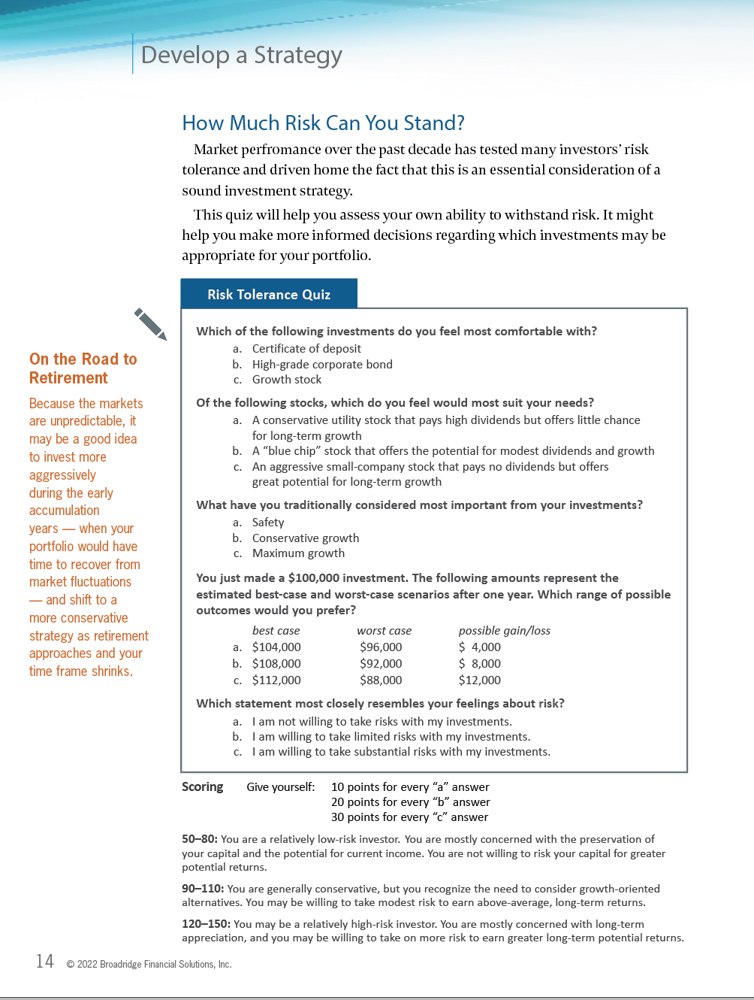 Develop a Strategy
How Much Risk Can You Stand?
Market perfromance over the past decade has tested many investors’ risk
tolerance and driven home the fact that this is an essential consideration of a
sound investment strategy.
This quiz will help you assess your own ability to withstand risk. It might
help you make more informed decisions regarding which investments may be
appropriate for your portfolio.
Risk Tolerance Quiz
Which of the following investments do you feel most comfortable with?
a. Certificate of deposit
b. High-grade corporate bond
c. Growth stock
Of the following stocks, which do you feel would most suit your needs?
a. A conservative utility stock that pays high dividends but offers little chance
for long-term growth
b. A “blue chip” stock that offers the potential for modest dividends and growth
c. An aggressive small-company stock that pays no dividends but offers
great potential for long-term growth
What have you traditionally considered most important from your investments?
a. Safety
b. Conservative growth
c. Maximum growth
You just made a $100,000 investment. The following amounts represent the
estimated best-case and worst-case scenarios after one year. Which range of possible
outcomes would you prefer?
best case worst case possible gain/loss
a. $104,000 $96,000 $ 4,000
b. $108,000 $92,000 $ 8,000
c. $112,000 $88,000 $12,000
Which statement most closely resembles your feelings about risk?
a. I am not willing to take risks with my investments.
b. I am willing to take limited risks with my investments.
c. I am willing to take substantial risks with my investments.
On the Road to
Retirement
Because the markets
are unpredictable, it
may be a good idea
to invest more
aggressively
during the early
accumulation
years — when your
portfolio would have
time to recover from
market fluctuations
— and shift to a
more conservative
strategy as retirement
approaches and your
time frame shrinks.
Scoring Give yourself: 10 points for every “a” answer
20 points for every “b” answer
30 points for every “c” answer
50–80: You are a relatively low-risk investor. You are mostly concerned with the preservation of
your capital and the potential for current income. You are not willing to risk your capital for greater
potential returns.
90–110: You are generally conservative, but you recognize the need to consider growth-oriented
alternatives. You may be willing to take modest risk to earn above-average, long-term returns.
120–150: You may be a relatively high-risk investor. You are mostly concerned with long-term
appreciation, and you may be willing to take on more risk to earn greater long-term potential returns.
14 © 2022 Broadridge Financial Solutions, Inc.